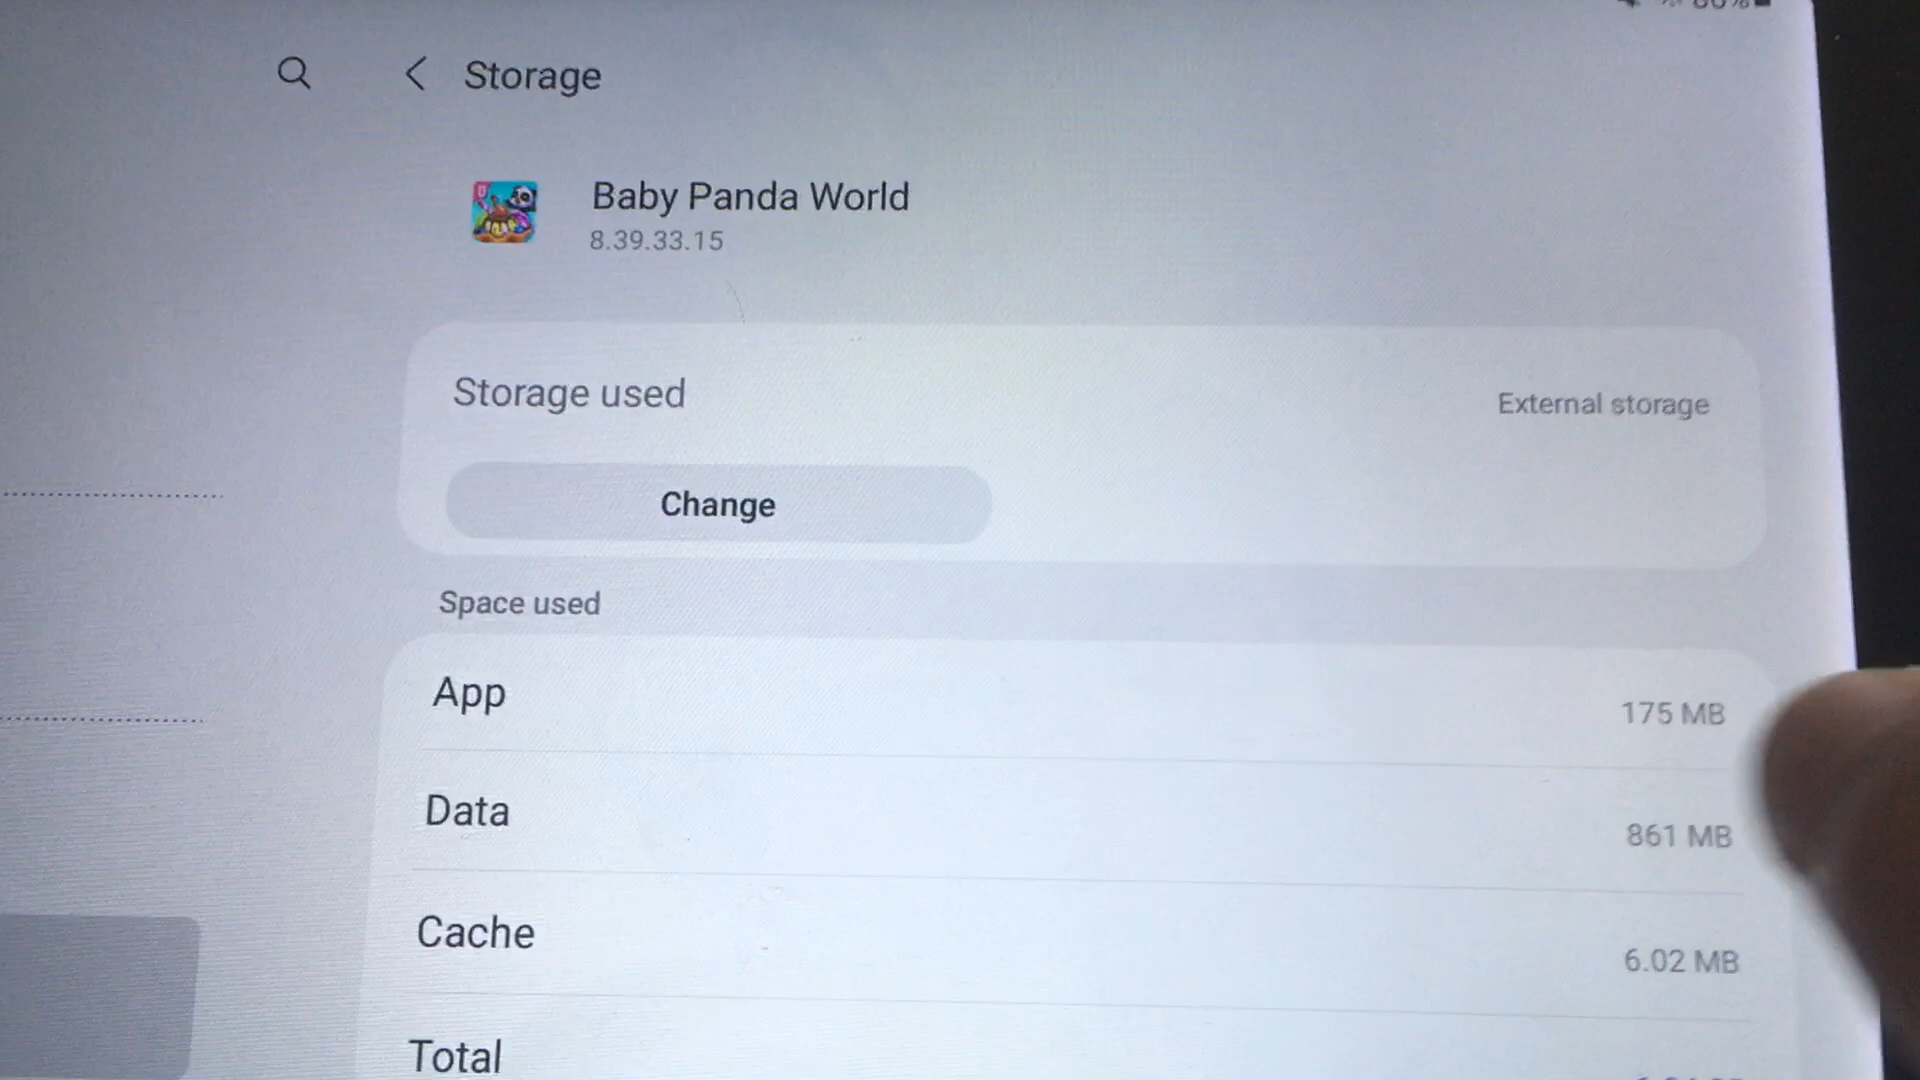 Storage
Baby Panda World
8.39.33.15
Storage used
External storage
Change
Space used
App
175 MB
Data
861 MB
Cache
6.02 MB
Total